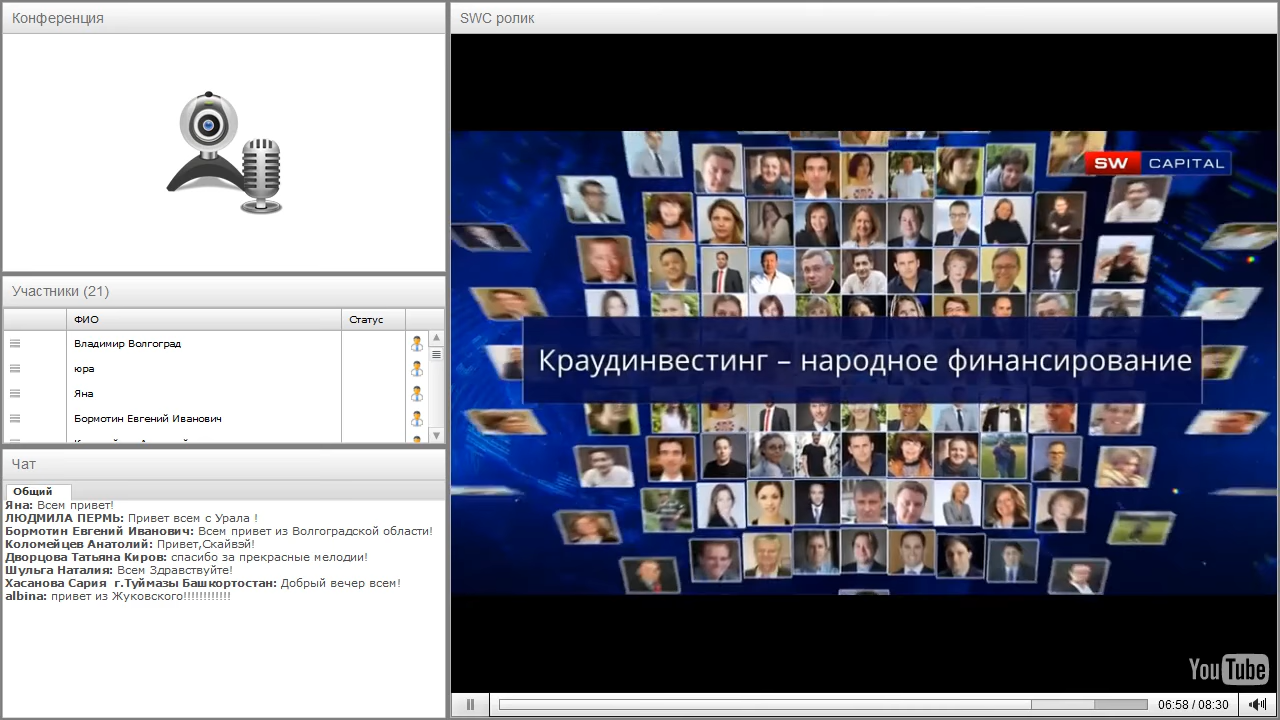 Конференция
Участники (21)
ФИО Статус
Владимир Волгоград
юра
Яна
Бормотин Евгений Иванович
Чат
Общий
Яна: Всем привет!
ЛЮДМИЛА ПЕРМЬ: Привет всем с Урала !
Бормотин Евгений Иванович: Всем привет из Волгоградской области!
Коломейцев Анатолий: Привет,Скайвэй!
Дворцова Татьяна Киров: спасибо за прекрасные мелодии!
Шульга Наталия: Всем Здравствуйте!
Хасанова Сария г.Туймазы Башкортостан: Добрый вечер всем!
albina: привет из Жуковского!!!!!!!!!!!!
SWC ролик
SW CAPITAL
Краудинвестинг – народное финансирование
YouTube
06:58 / 08:30